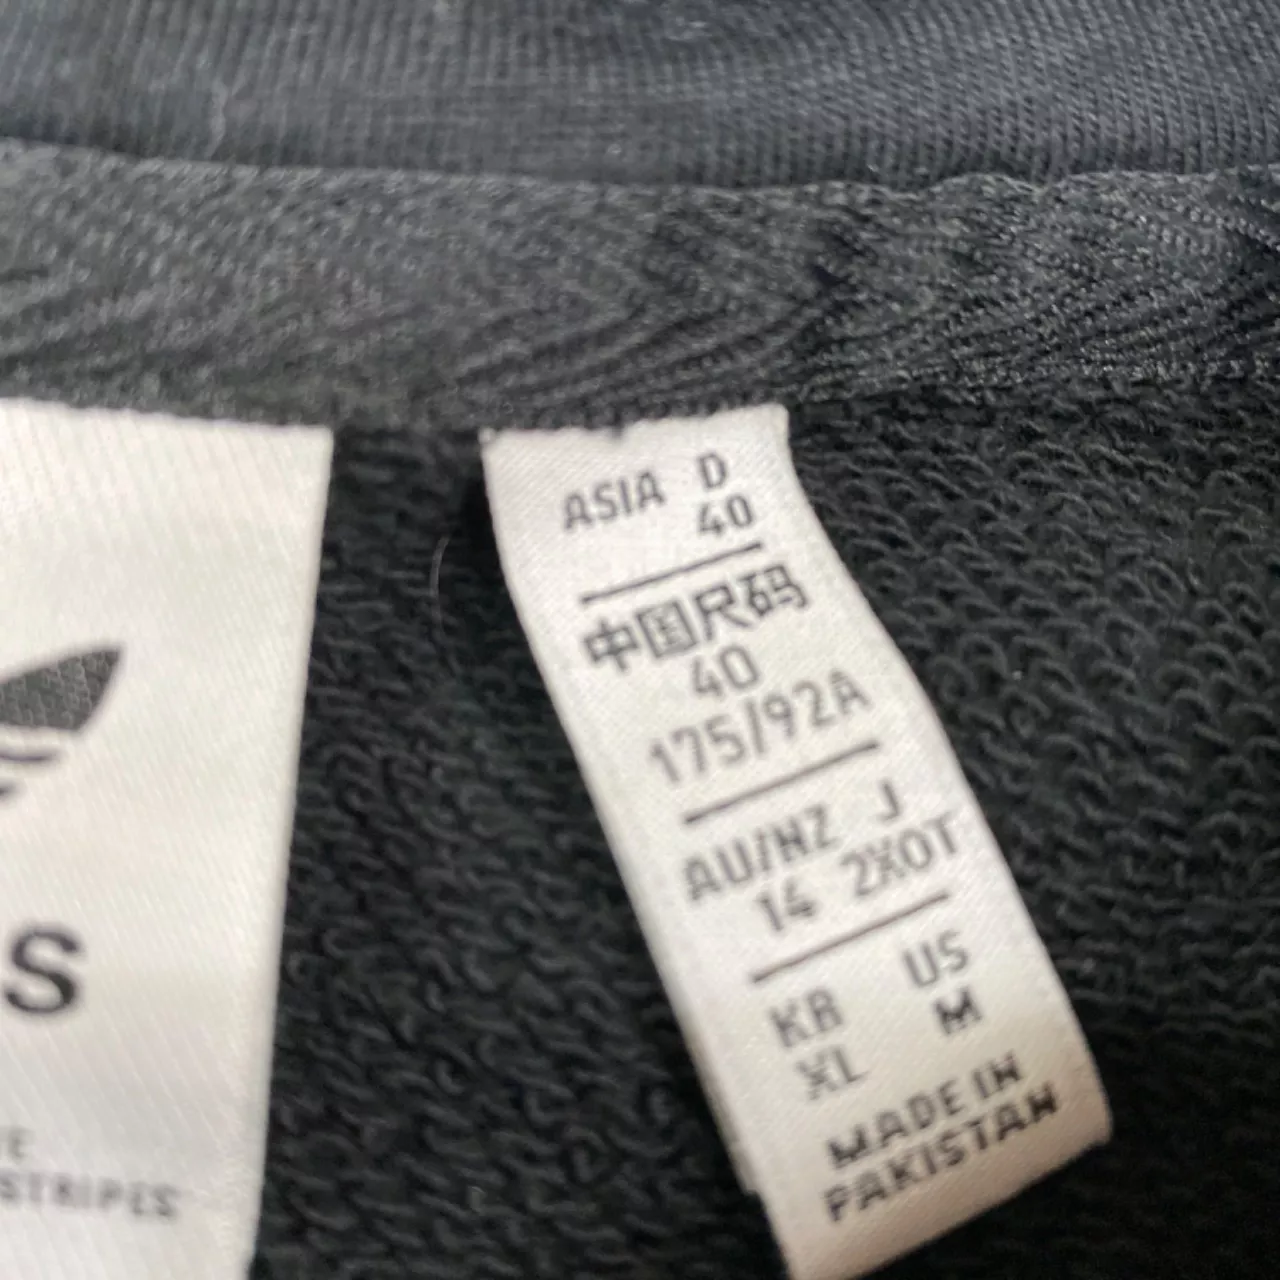 S
E
STRIPES
ASIA D
40
中国尺码
40
175/92A
AU/NZ J
14 2XOT
KR US
XL M
MADE IN
PAKISTAN